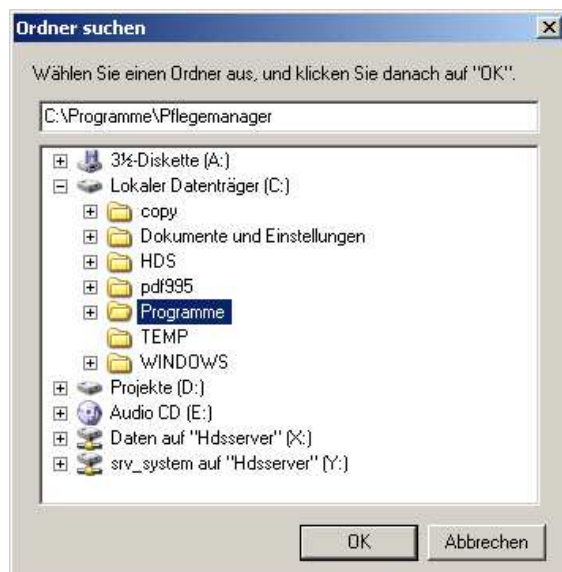 Ordner suchen
Wählen Sie einen Ordner aus, und klicken Sie danach auf "OK".
C:\Programme\Pflegemanager
3½-Diskette (A:)
Lokaler Datenträger (C:)
copy
Dokumente und Einstellungen
HDS
pdf995
Programme
TEMP
WINDOWS
Projekte (D:)
Audio CD (E:)
Daten auf "Hdsserver" (X:)
srv_system auf "Hdsserver" (Y:)
OK Abbrechen